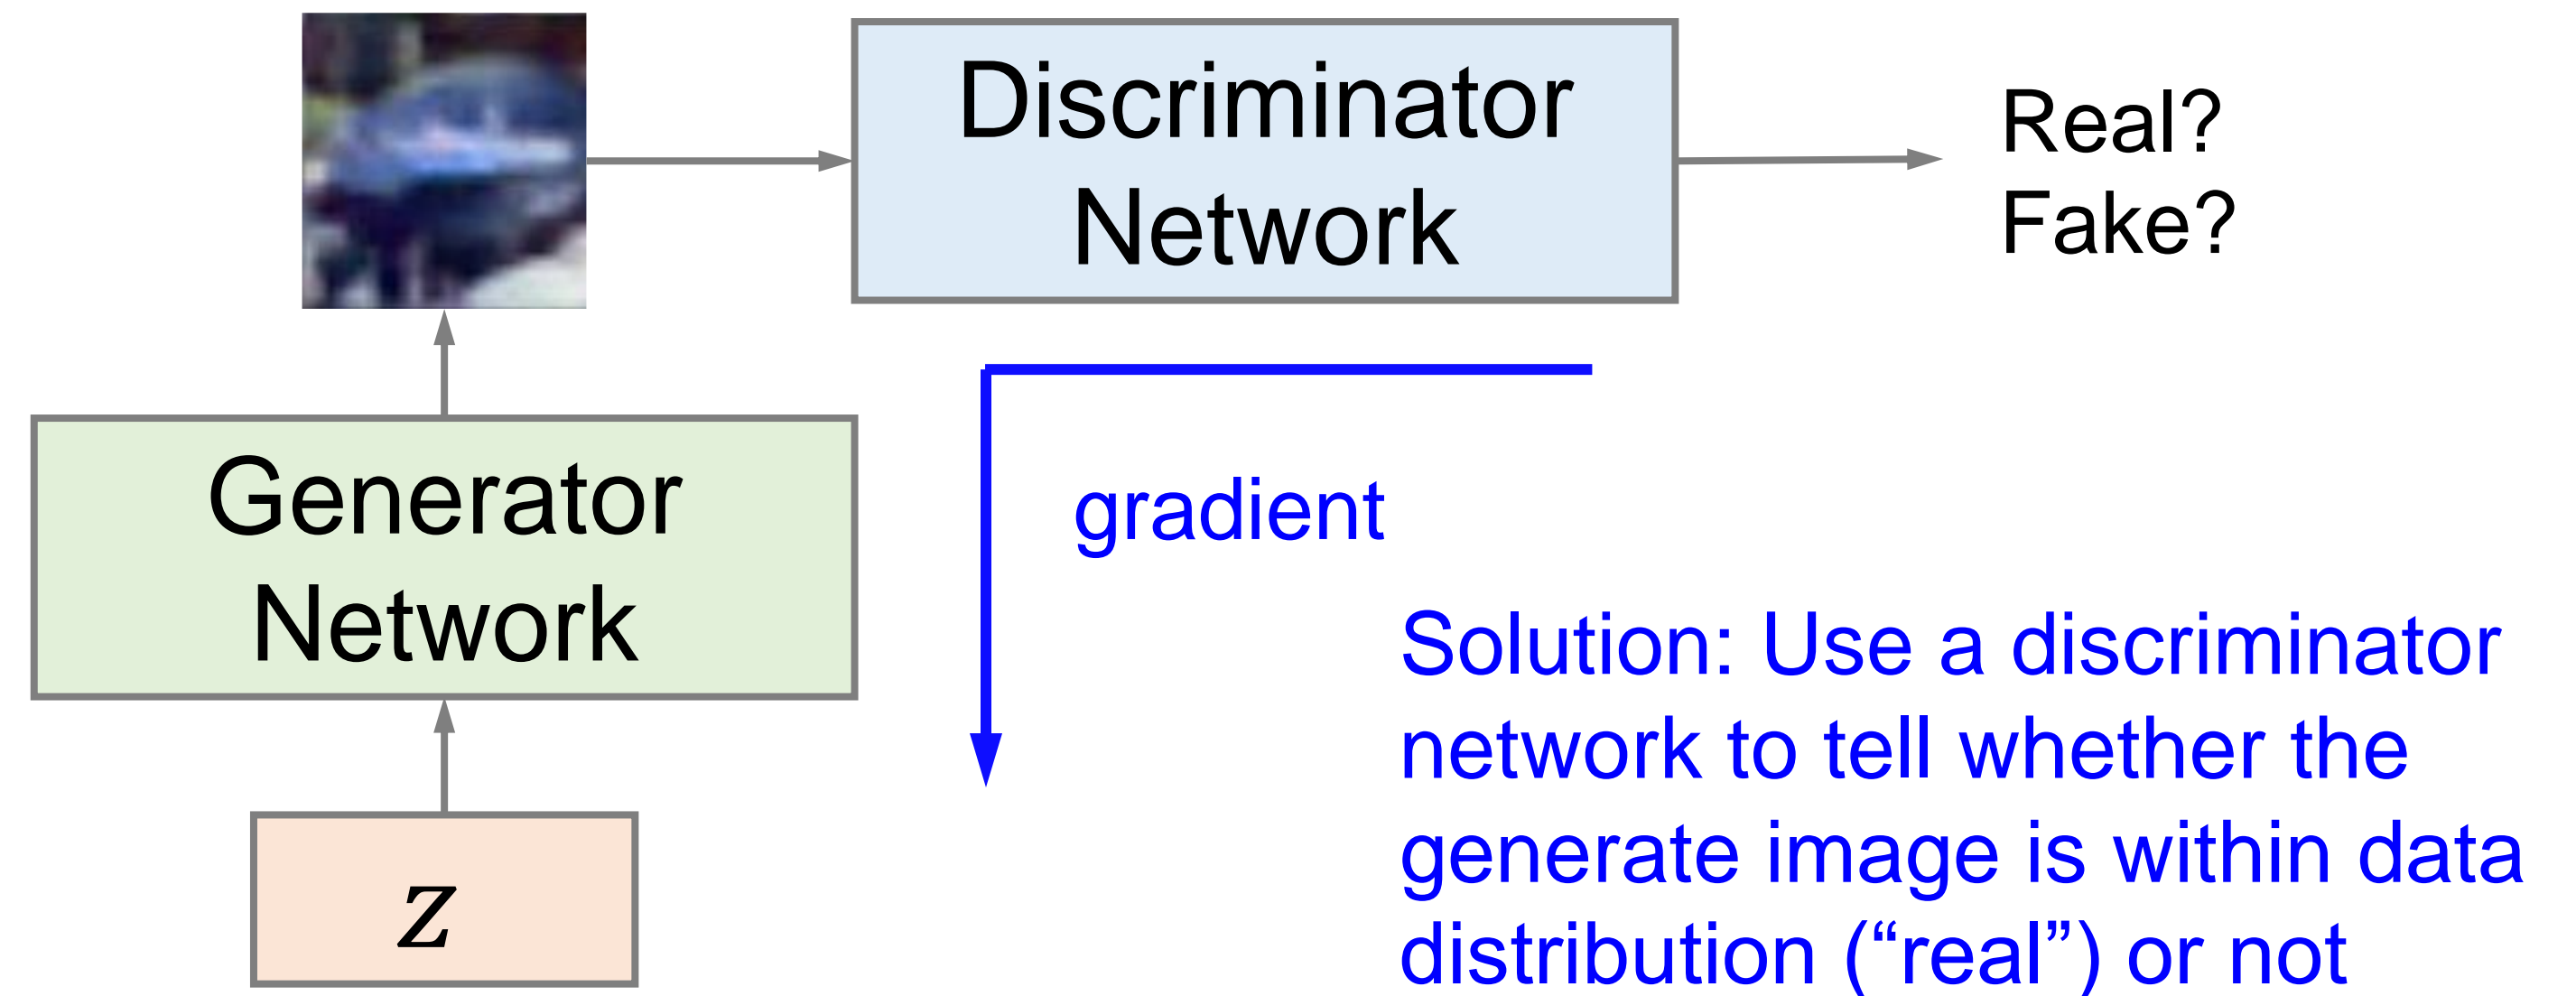 Discriminator
Network
Real?
Fake?
Generator
Network
gradient
z
Solution: Use a discriminator
network to tell whether the
generate image is within data
distribution (“real”) or not